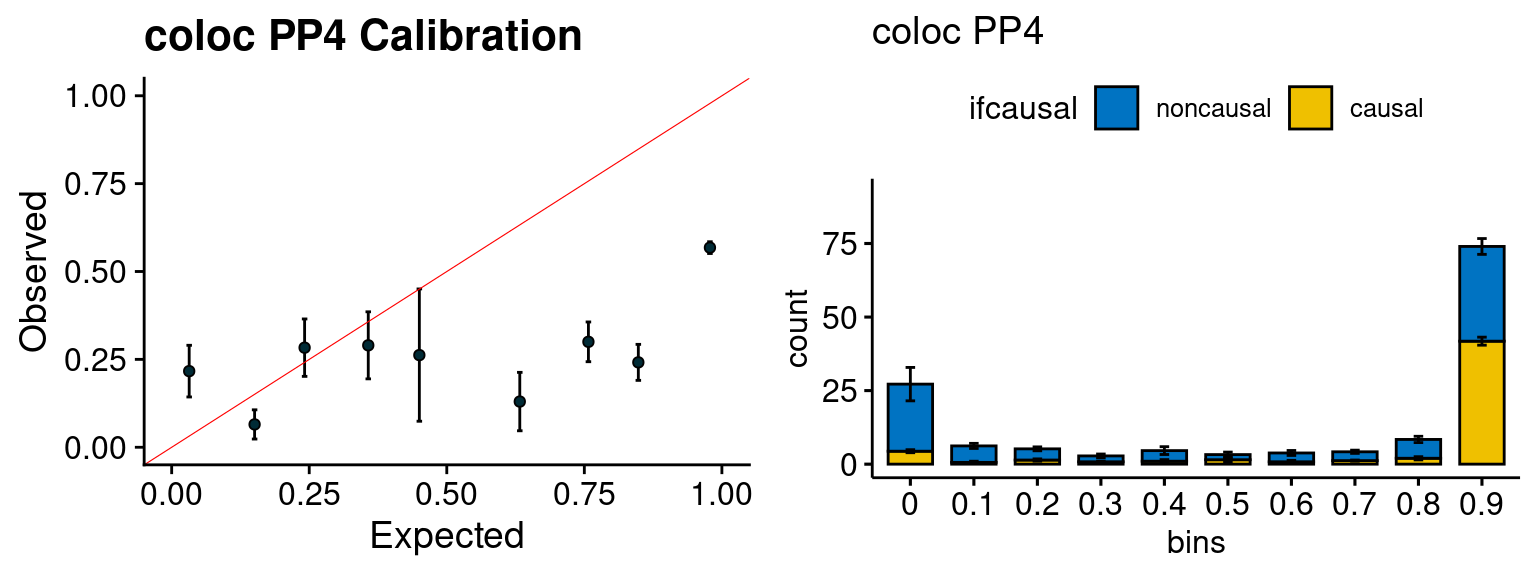 coloc PP4 Calibration
Observed
1.00
0.75
0.50
0.25
0.00
0.00 0.25 0.50 0.75 1.00
Expected
coloc PP4
ifcausal noncausal causal
count
75
50
25
0
0 0.1 0.2 0.3 0.4 0.5 0.6 0.7 0.8 0.9
bins